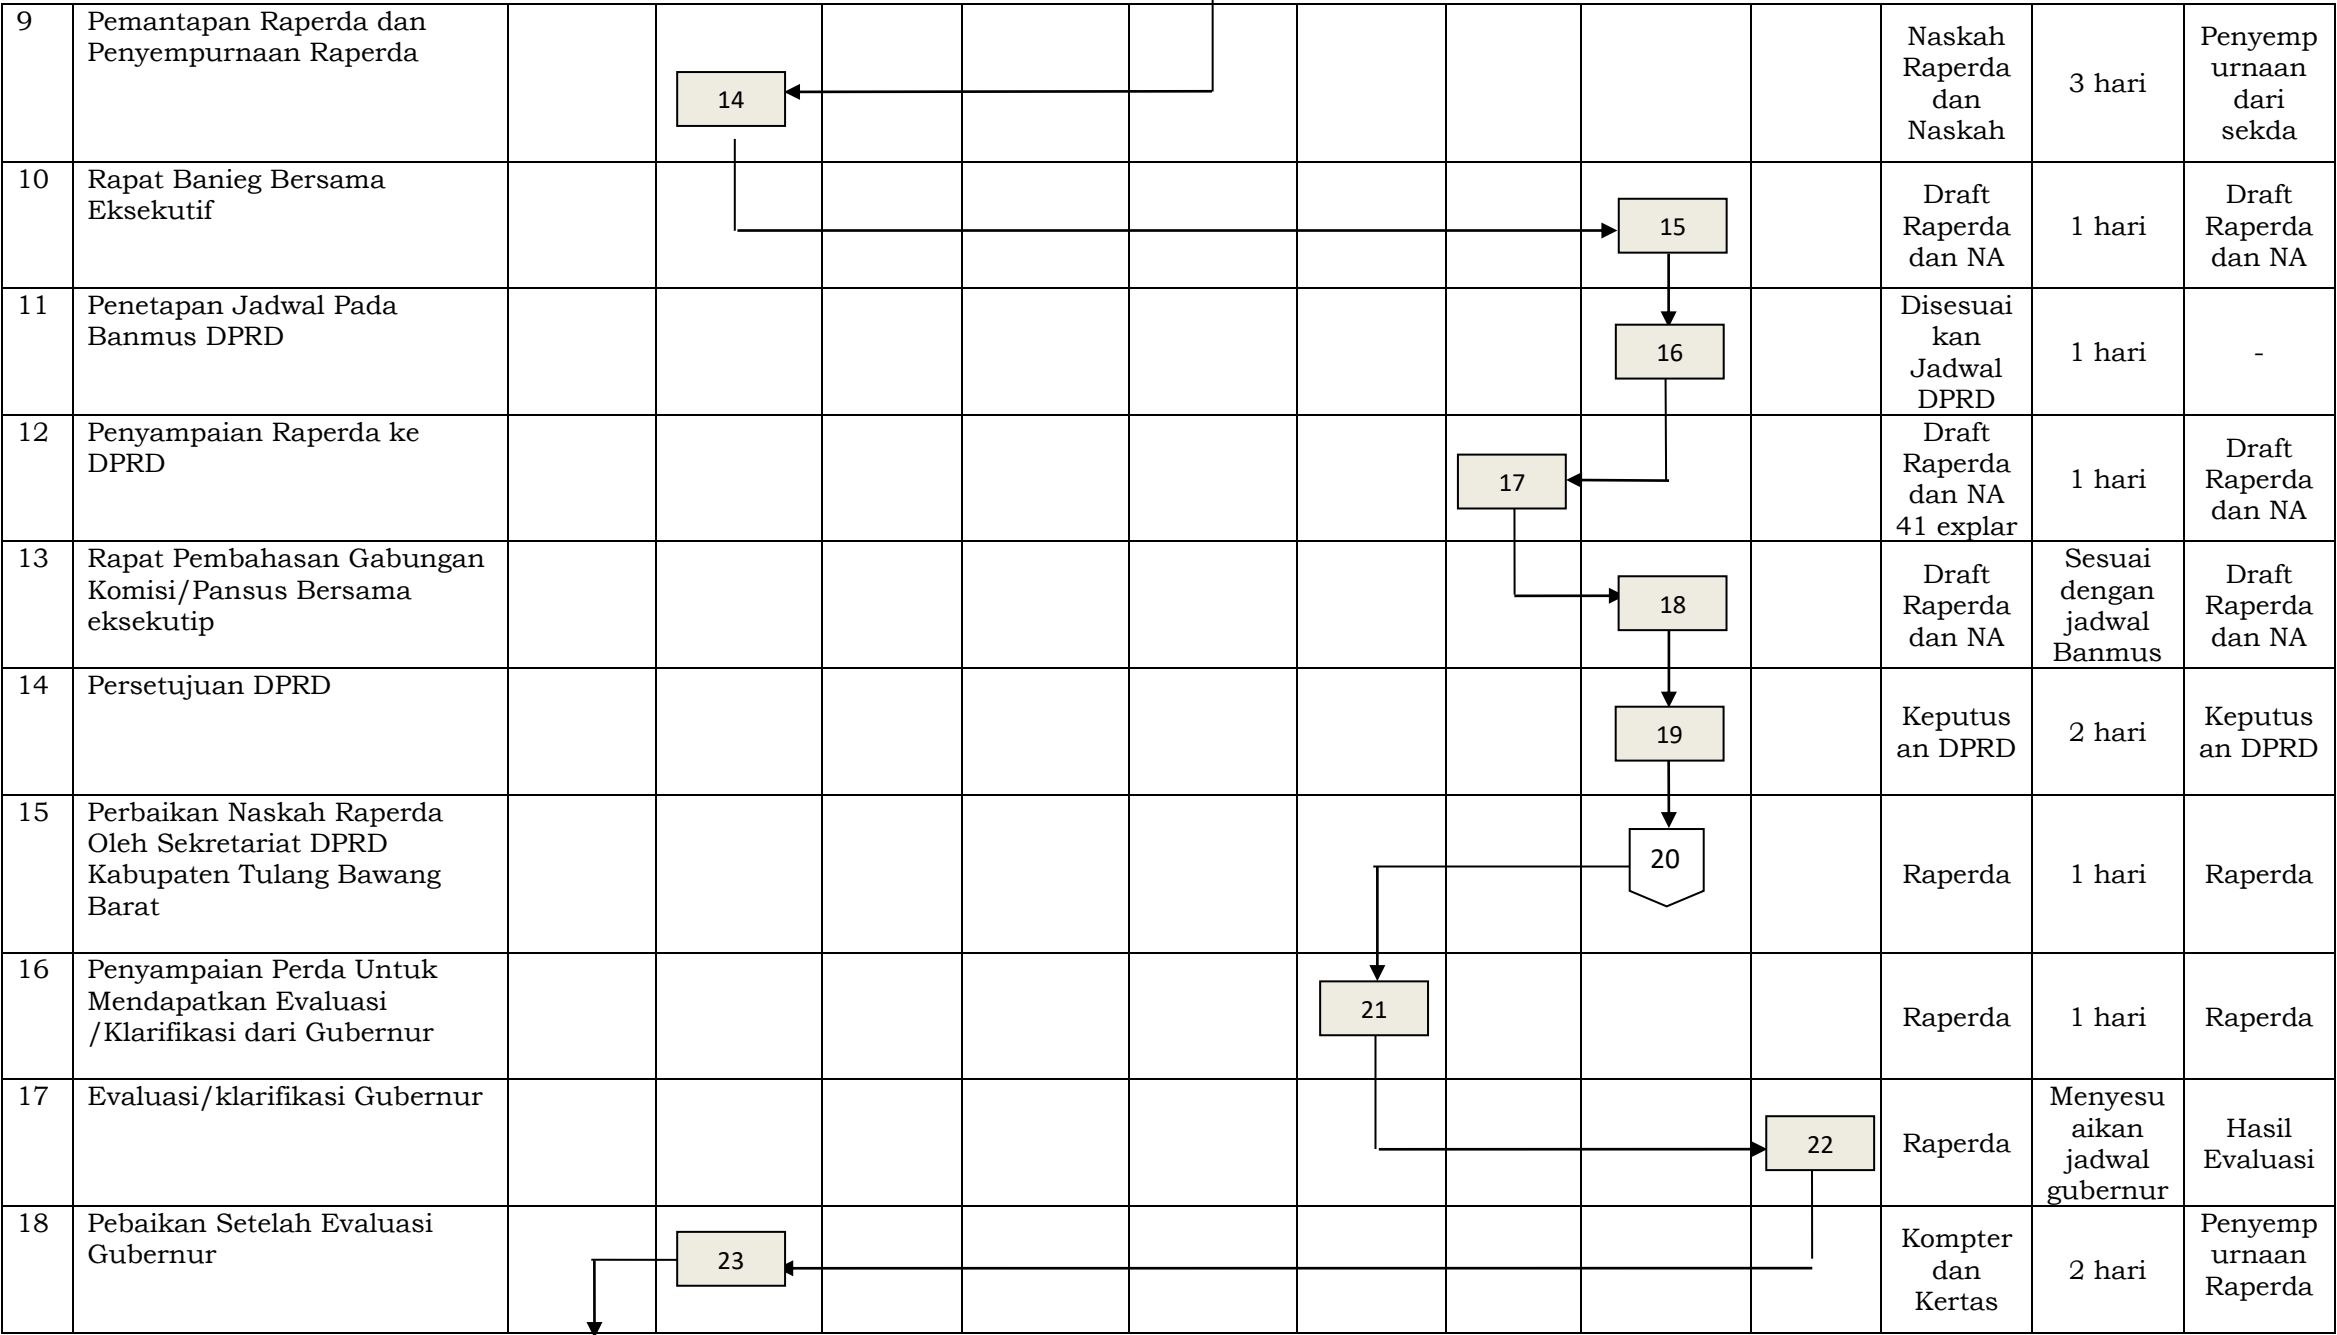 9
Pemantapan Raperda dan
Penyempurnaan Raperda
14
Naskah
Raperda
dan
Naskah
3 hari
Penyemp
urnaan
dari
sekda
10
Rapat Banieg Bersama
Eksekutif
15
Draft
Raperda
dan NA
1 hari
Draft
Raperda
dan NA
11
Penetapan Jadwal Pada
Banmus DPRD
16
Disesuai
kan
Jadwal
DPRD
1 hari
-
12
Penyampaian Raperda ke
DPRD
17
Draft
Raperda
dan NA
41 explar
1 hari
Draft
Raperda
dan NA
13
Rapat Pembahasan Gabungan
Komisi/Pansus Bersama
eksekutip
18
Draft
Raperda
dan NA
Sesuai
dengan
jadwal
Banmus
Draft
Raperda
dan NA
14
Persetujuan DPRD
19
Keputus
an DPRD
2 hari
Keputus
an DPRD
15
Perbaikan Naskah Raperda
Oleh Sekretariat DPRD
Kabupaten Tulang Bawang
Barat
20
Raperda
1 hari
Raperda
16
Penyampaian Perda Untuk
Mendapatkan Evaluasi
/Klarifikasi dari Gubernur
21
Raperda
1 hari
Raperda
17
Evaluasi/klarifikasi Gubernur
22
Raperda
Menyesu
aikan
jadwal
gubernur
Hasil
Evaluasi
18
Pebaikan Setelah Evaluasi
Gubernur
23
Kompter
dan
Kertas
2 hari
Penyemp
urnaan
Raperda